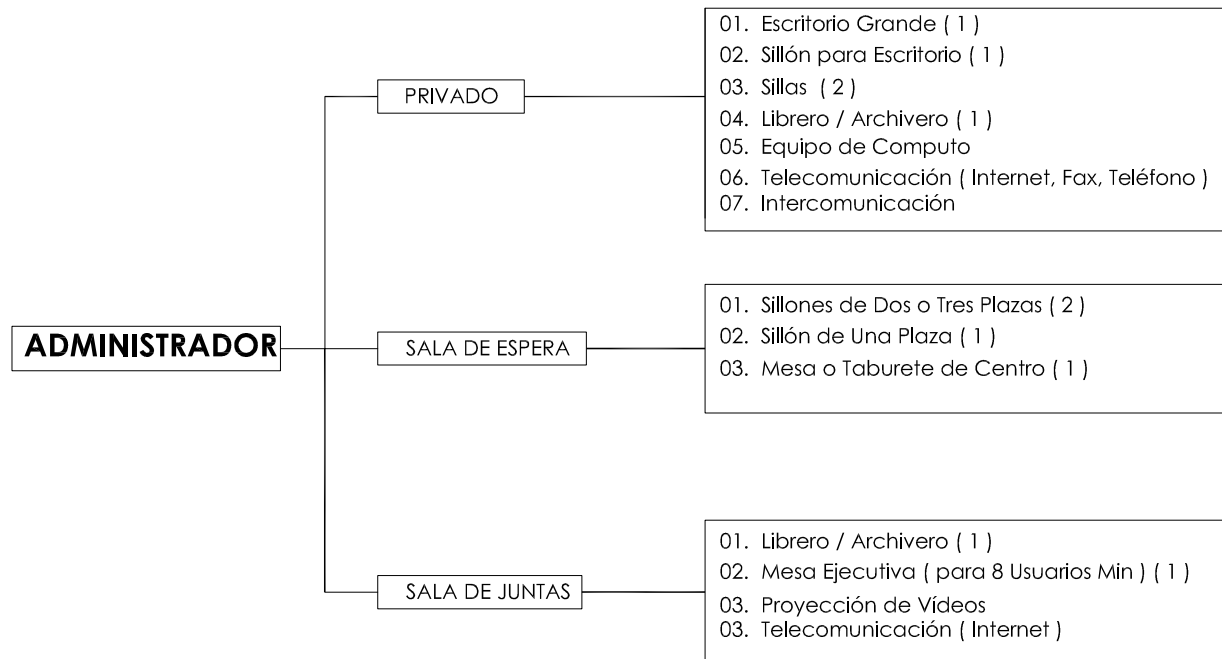 01. Escritorio Grande ( 1 )
02. Sillón para Escritorio ( 1 )
03. Sillas ( 2 )
04. Librero / Archivero ( 1 )
05. Equipo de Computo
06. Telecomunicación ( Internet, Fax, Teléfono )
07. Intercomunicación
PRIVADO
01. Sillones de Dos o Tres Plazas ( 2 )
02. Sillón de Una Plaza ( 1 )
03. Mesa o Taburete de Centro ( 1 )
ADMINISTRADOR
SALA DE ESPERA
01. Librero / Archivero ( 1 )
02. Mesa Ejecutiva ( para 8 Usuarios Min ) ( 1 )
03. Proyección de Vídeos
03. Telecomunicación ( Internet )
SALA DE JUNTAS